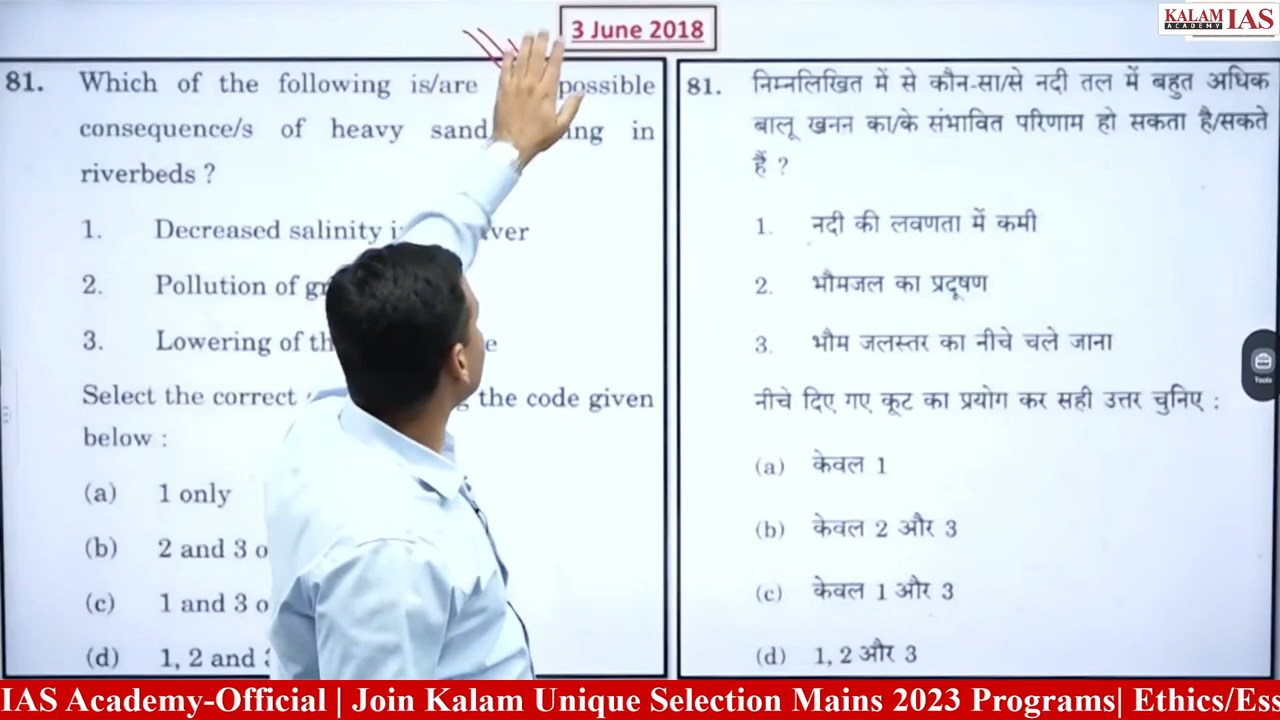 3 June 2018
KALAM IAS
ACADEMY
81. Which of the following is/are possible
consequence/s of heavy sand in
riverbeds ?
1. Decreased salinity
2. Pollution of
3. Lowering of
Select the correct the code given
below :
(a) 1 only
(b) 2 and 3
(c) 1 and 3
(d) 1, 2 and
81. निम्नलिखित में से कौन-सा/से नदी तल में बहुत अधिक
बालू खनन का/के संभावित परिणाम हो सकता है/सकते
हैं ?
1. नदी की लवणता में कमी
2. भौमजल का प्रदूषण
3. भौम जलस्तर का नीचे चले जाना
नीचे दिए गए कूट का प्रयोग कर सही उत्तर चुनिए :
(a) केवल 1
(b) केवल 2 और 3
(c) केवल 1 और 3
(d) 1, 2 और 3
Tools
IAS Academy-Official | Join Kalam Unique Selection Mains 2023 Programs| Ethics/Ess